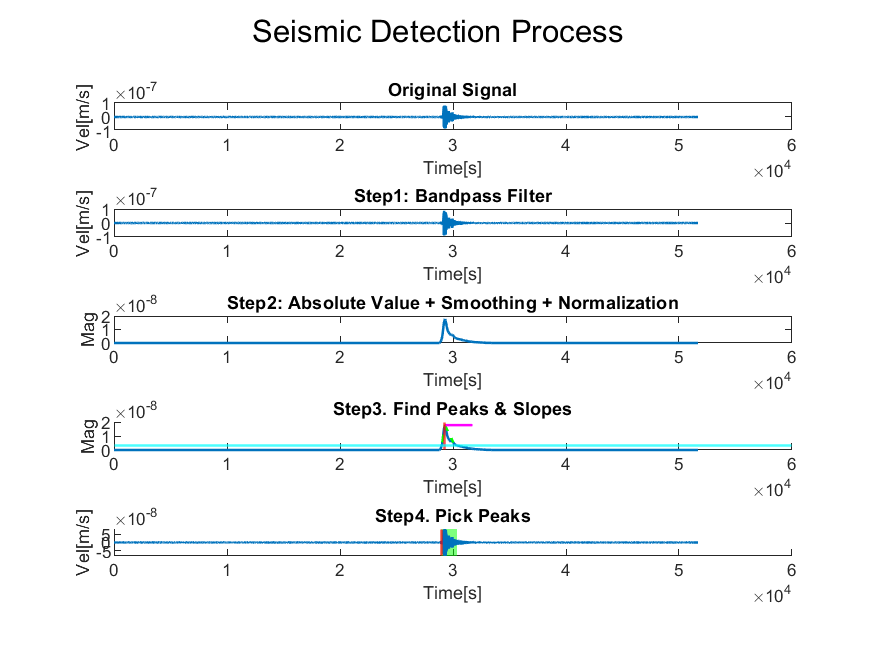 Seismic Detection Process
Original Signal
×10-7
Vel[m/s]
1
0
-1
0 1 2 3 4 5 6
Time[s]
×104
Step1: Bandpass Filter
×10-7
Vel[m/s]
1
0
-1
0 1 2 3 4 5 6
Time[s]
×104
Step2: Absolute Value + Smoothing + Normalization
×10-8
Mag
2
1
0
0 1 2 3 4 5 6
Time[s]
×104
Step3. Find Peaks & Slopes
×10-8
Mag
2
1
0
0 1 2 3 4 5 6
Time[s]
×104
Step4. Pick Peaks
×10-8
Vel[m/s]
5
0
-5
0 1 2 3 4 5 6
Time[s]
×104